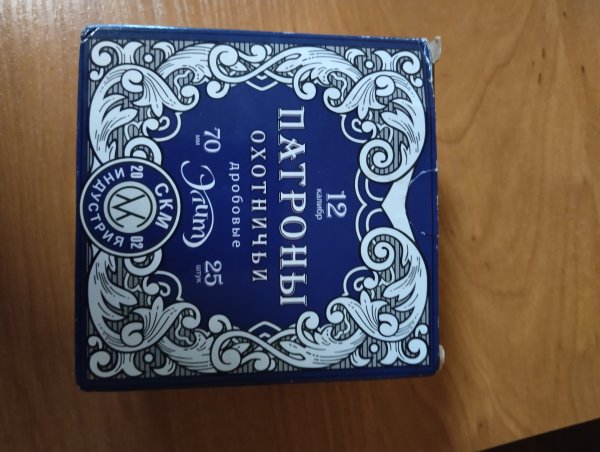 12
калибр
ПАТРОНЫ
ОХОТНИЧЬИ
дробовые
70 мм
Элит
25 штук
СКМ
20 02
ИНДУСТРИЯ